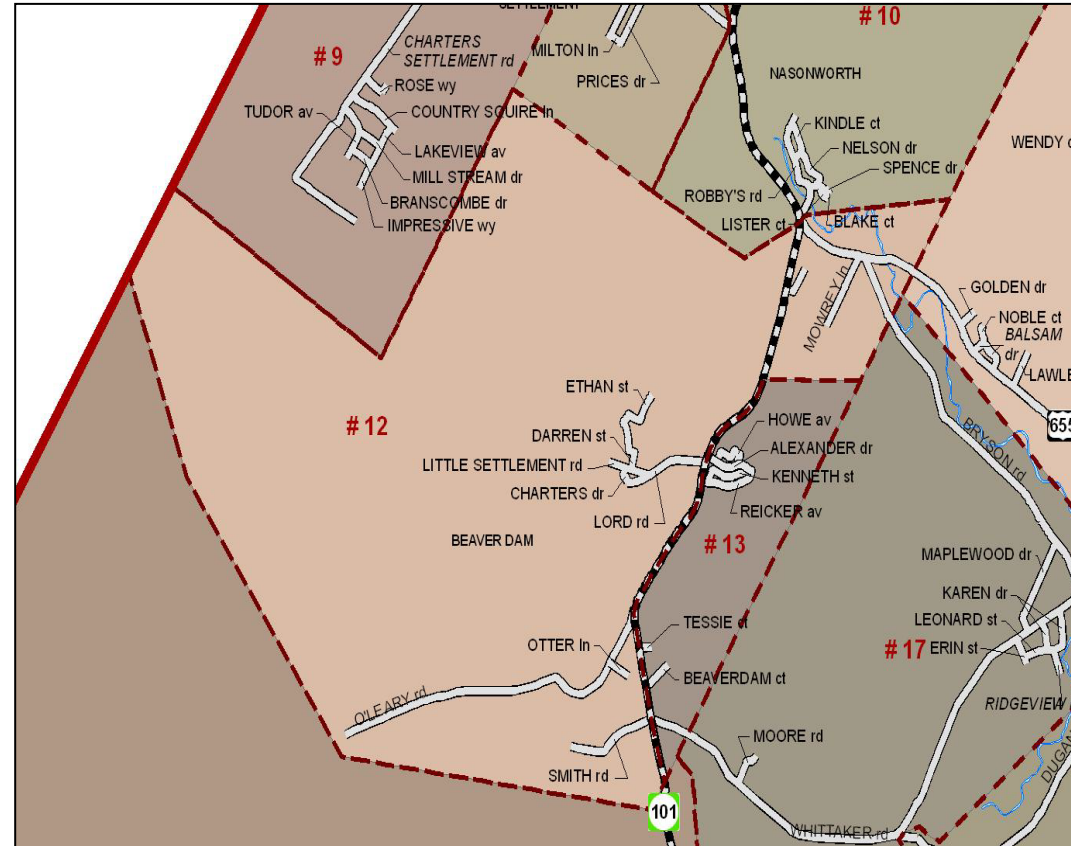 SETTLEMENT
# 10
CHARTERS
SETTLEMENT rd
# 9
MILTON ln
NASONWORTH
PRICES dr
ROSE wy
TUDOR av
COUNTRY SQUIRE ln
KINDLE ct
WENDY
LAKEVIEW av
NELSON dr
MILL STREAM dr
SPENCE dr
ROBBY'S rd
BRANSCOMBE dr
IMPRESSIVE wy
LISTER ct
BLAKE ct
GOLDEN dr
MOWREY ln
NOBLE ct
BALSAM
dr
LAWLE
ETHAN st
# 12
HOWE av
655
DARREN st
ALEXANDER dr
BRYSON rd
LITTLE SETTLEMENT rd
KENNETH st
CHARTERS dr
REICKER av
LORD rd
BEAVER DAM
# 13
MAPLEWOOD dr
KAREN dr
TESSIE ct
LEONARD st
OTTER ln
# 17
ERIN st
BEAVERDAM ct
O'LEARY rd
RIDGEVIEW
MOORE rd
SMITH rd
DUGAN
101
WHITTAKER rd